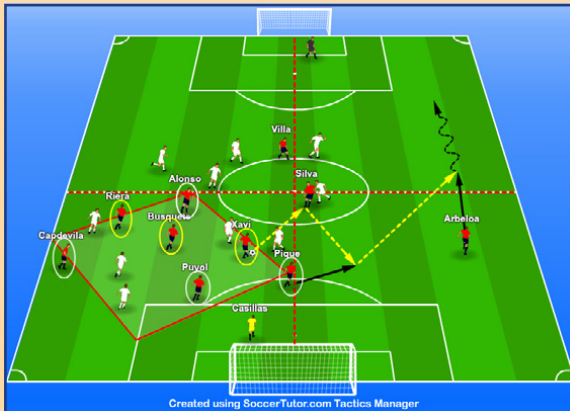 Villa
Silva
Alonso
Riera
Arbeloa
Busquets
Xavi
Capdevila
Pique
Puyol
Casillas
Created using SoccerTutor.com Tactics Manager